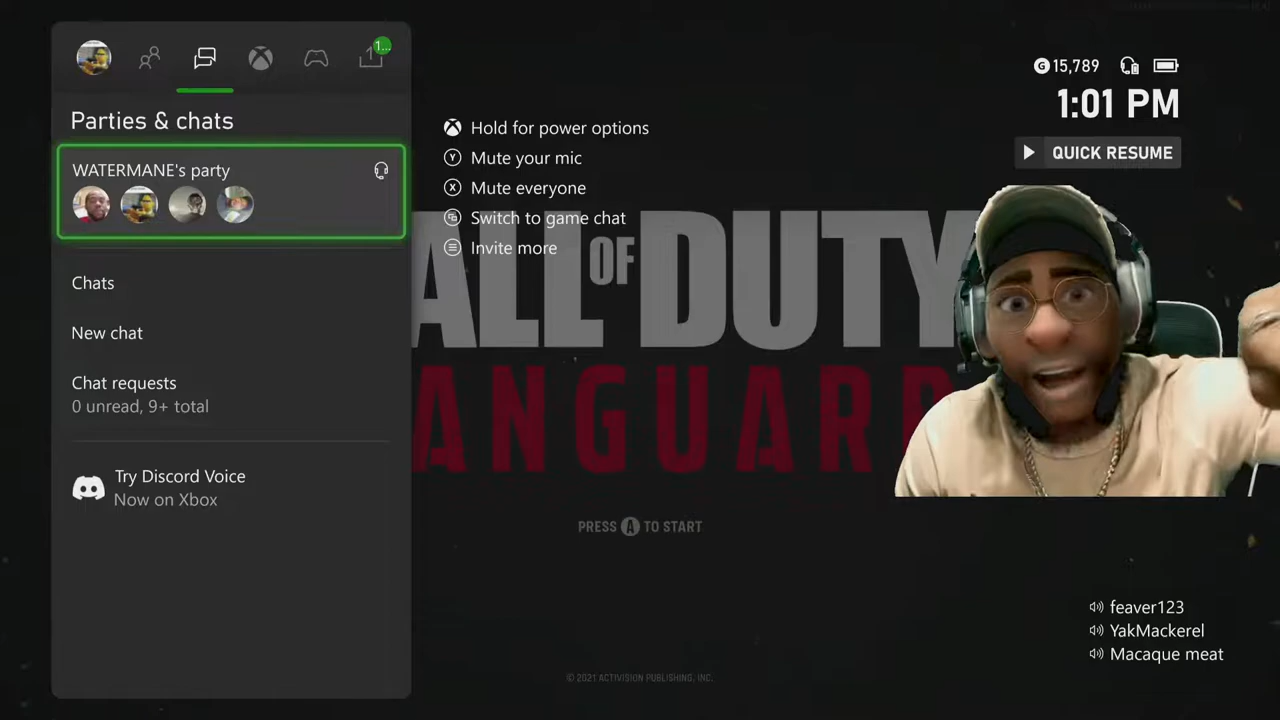 1...
Parties & chats
WATERMANE's party
Chats
New chat
Chat requests
0 unread, 9+ total
Try Discord Voice
Now on Xbox
Hold for power options
Y Mute your mic
X Mute everyone
Switch to game chat
Invite more
G 15,789
1:01 PM
QUICK RESUME
ALL OF DUTY
ANGUARD
PRESS A TO START
feaver123
YakMackerel
Macaque meat
© 2021 ACTIVISION PUBLISHING, INC.